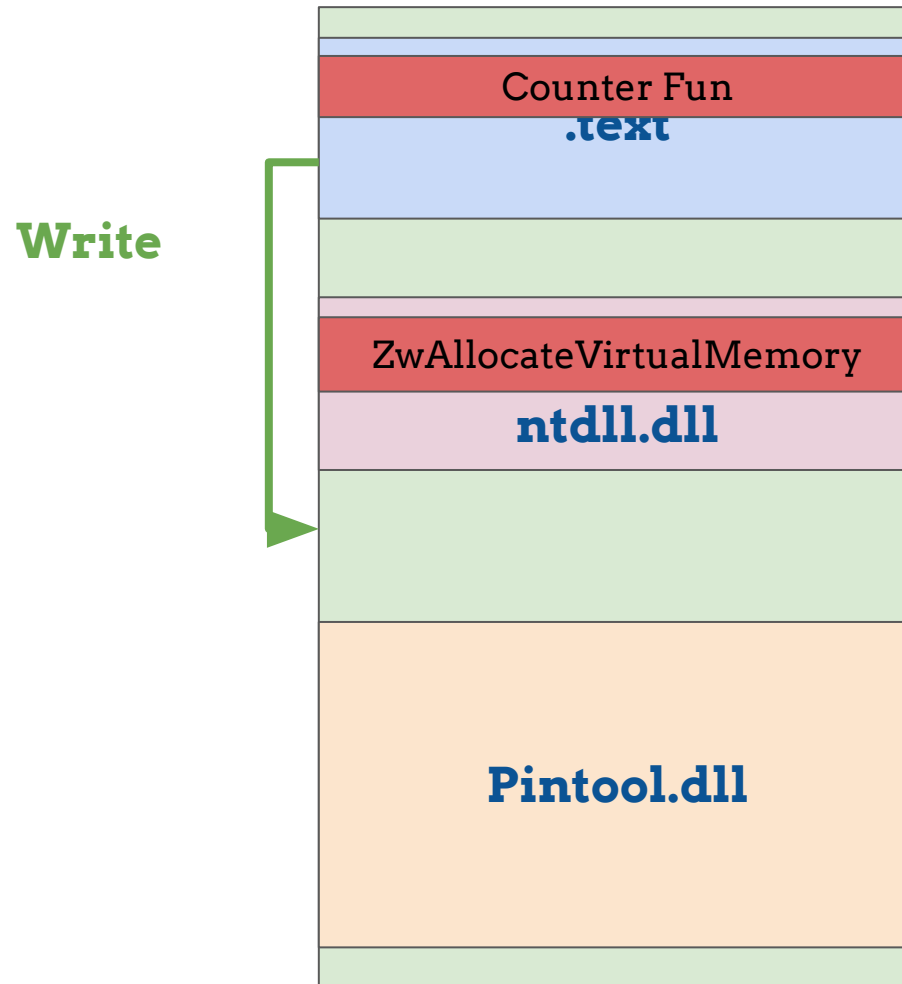 Counter Fun
.text
Write
ZwAllocateVirtualMemory
ntdll.dll
Pintool.dll